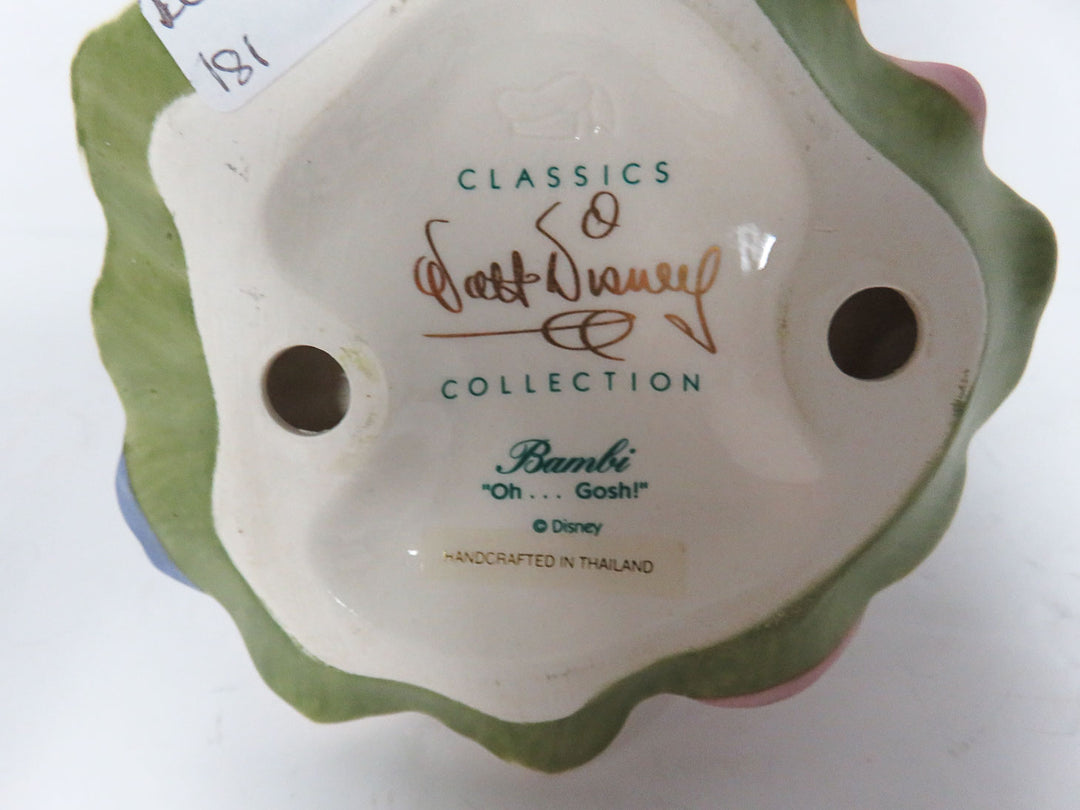 181
CLASSICS
Walt Disney
COLLECTION
Bambi
"Oh... Gosh!"
© Disney
HANDCRAFTED IN THAILAND